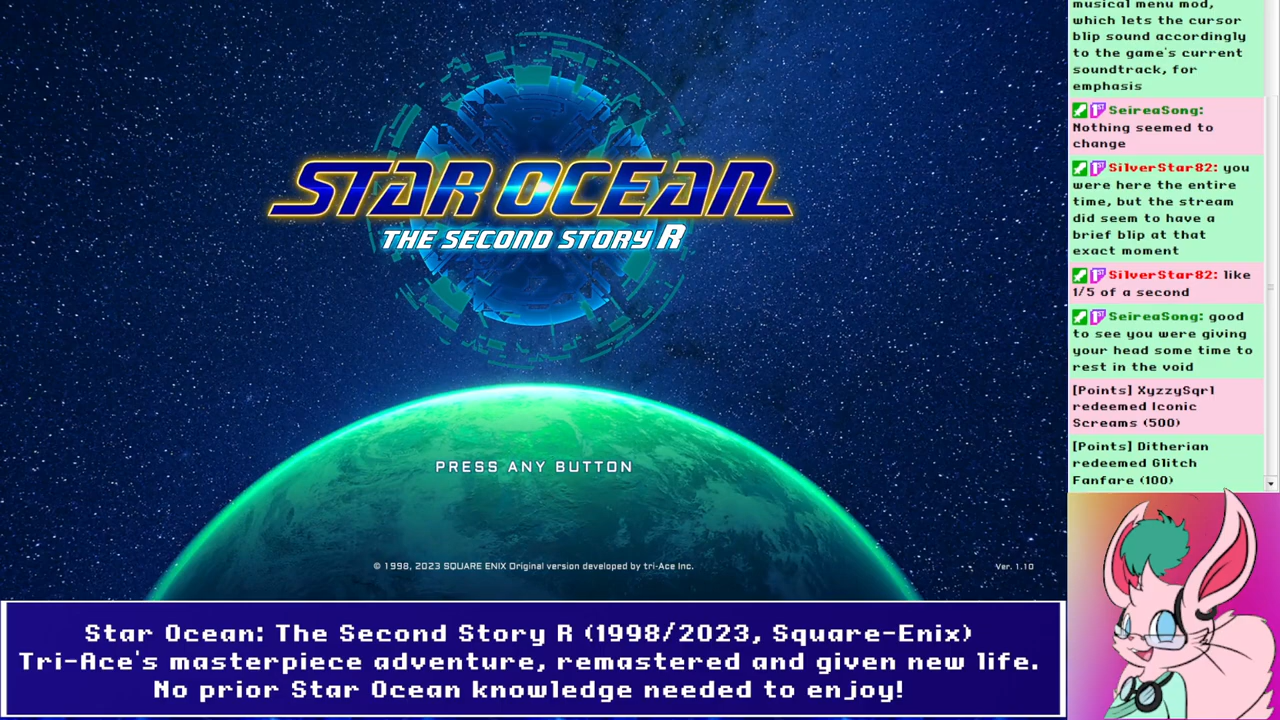 STAR OCEAN
THE SECOND STORY R
PRESS ANY BUTTON
© 1998, 2023 SQUARE ENIX Original version developed by tri-Ace Inc.
Ver. 1.10
Star Ocean: The Second Story R (1998/2023, Square-Enix)
Tri-Ace's masterpiece adventure, remastered and given new life.
No prior Star Ocean knowledge needed to enjoy!
musical menu mod,
which lets the cursor
blip sound accordingly
to the game's current
soundtrack, for
emphasis
1ST SeireaSong:
Nothing seemed to
change
1ST SilverStar82: you
were here the entire
time, but the stream
did seem to have a
brief blip at that
exact moment
1ST SilverStar82: like
1/5 of a second
1ST SeireaSong: good
to see you were giving
your head some time to
rest in the void
[Points] XyzzySqrl
redeemed Iconic
Screams (500)
[Points] Ditherian
redeemed Glitch
Fanfare (100)